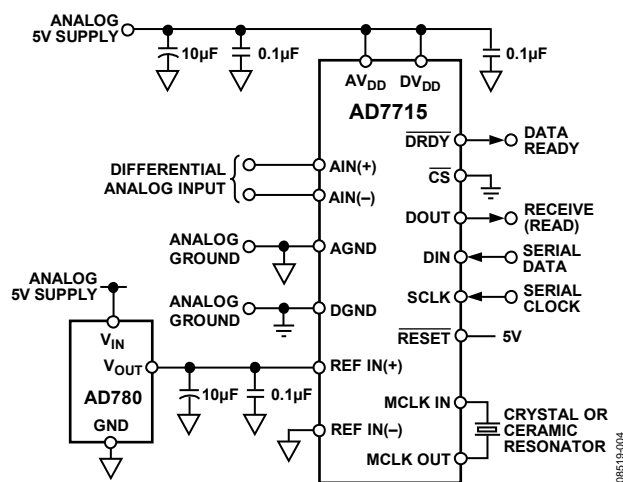 ANALOG
5V SUPPLY
10µF
0.1µF
0.1µF
AVDD
DVDD
AD7715
DRDY
DATA
READY
DIFFERENTIAL
ANALOG INPUT
AIN(+)
AIN(–)
CS
DOUT
RECEIVE
(READ)
ANALOG
GROUND
AGND
DIN
SERIAL
DATA
ANALOG
5V SUPPLY
ANALOG
GROUND
DGND
SCLK
SERIAL
CLOCK
RESET
5V
VIN
VOUT
AD780
GND
10µF
0.1µF
REF IN(+)
REF IN(–)
MCLK IN
MCLK OUT
CRYSTAL OR
CERAMIC
RESONATOR
08519-004